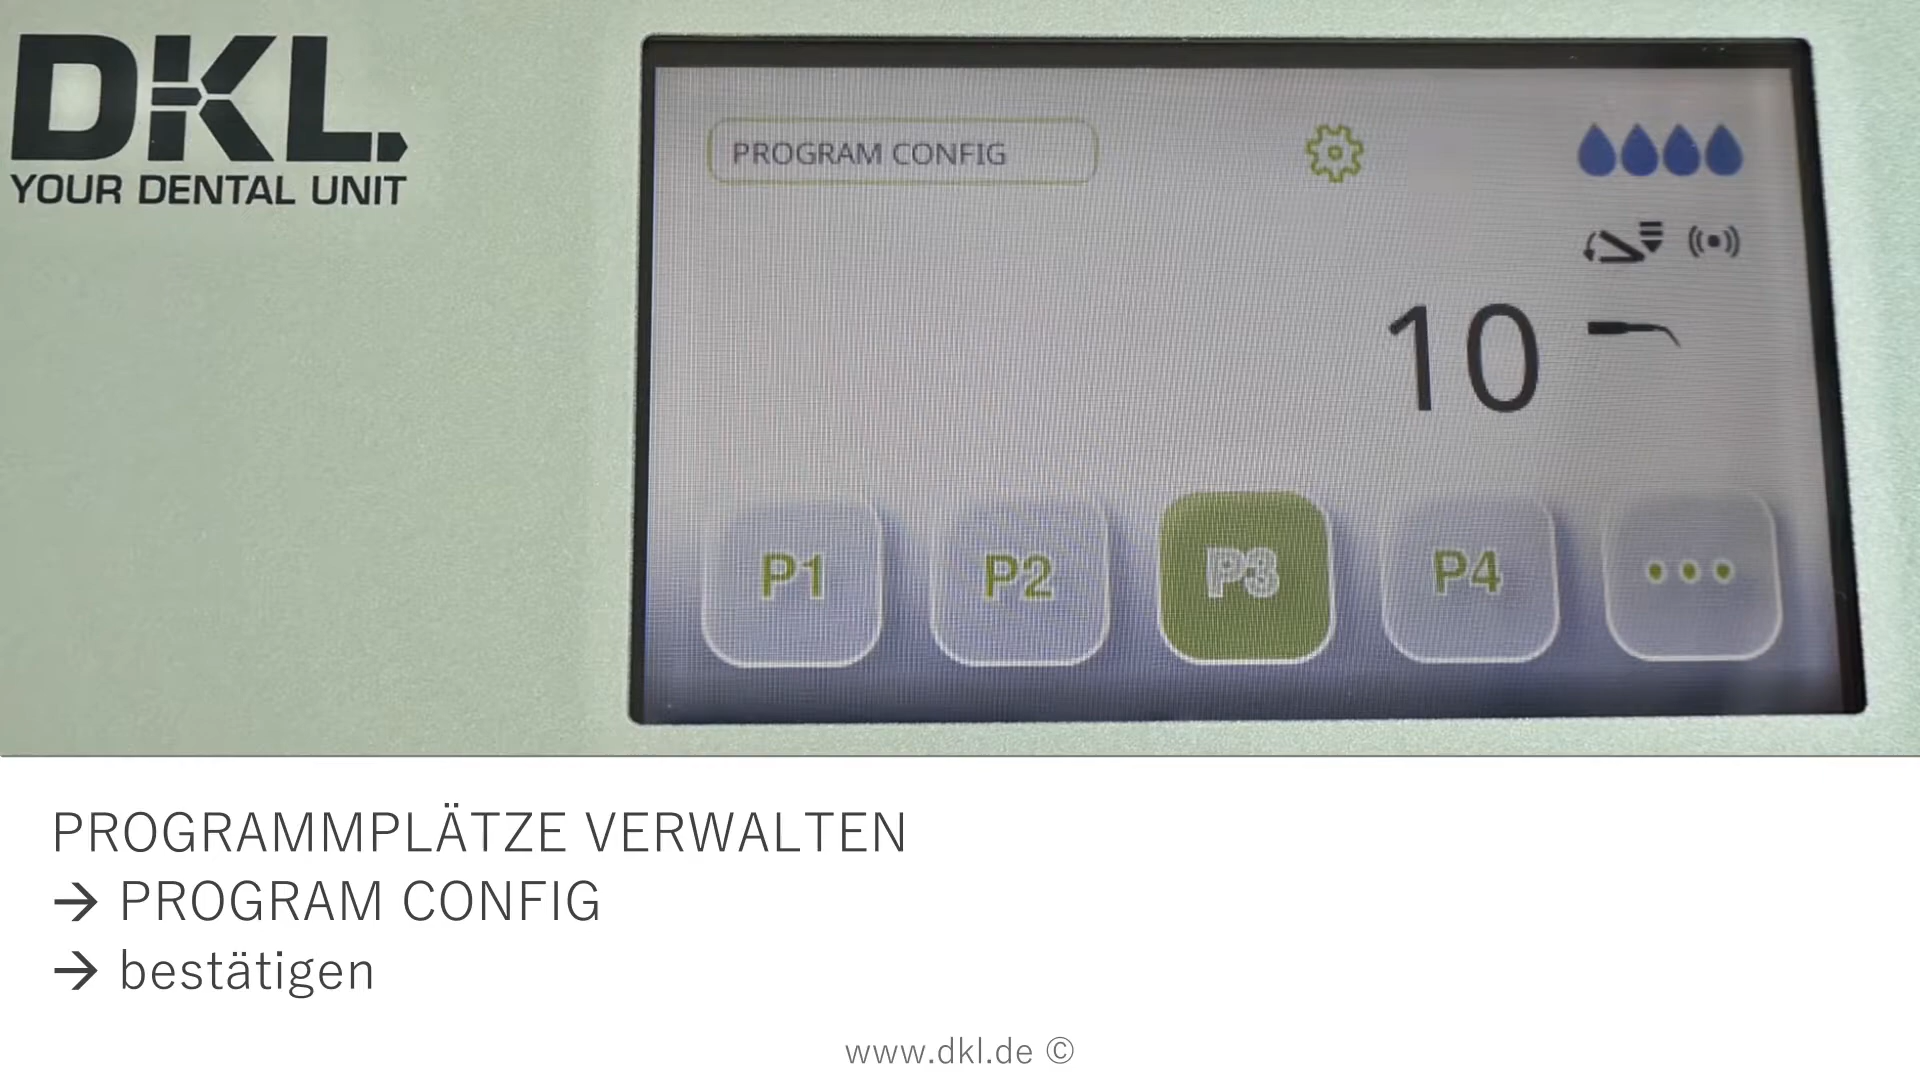 DKL.
YOUR DENTAL UNIT
PROGRAM CONFIG
10
P1 P2 P3 P4 •••
PROGRAMMPLÄTZE VERWALTEN
→ PROGRAM CONFIG
→ bestätigen
www.dkl.de ©